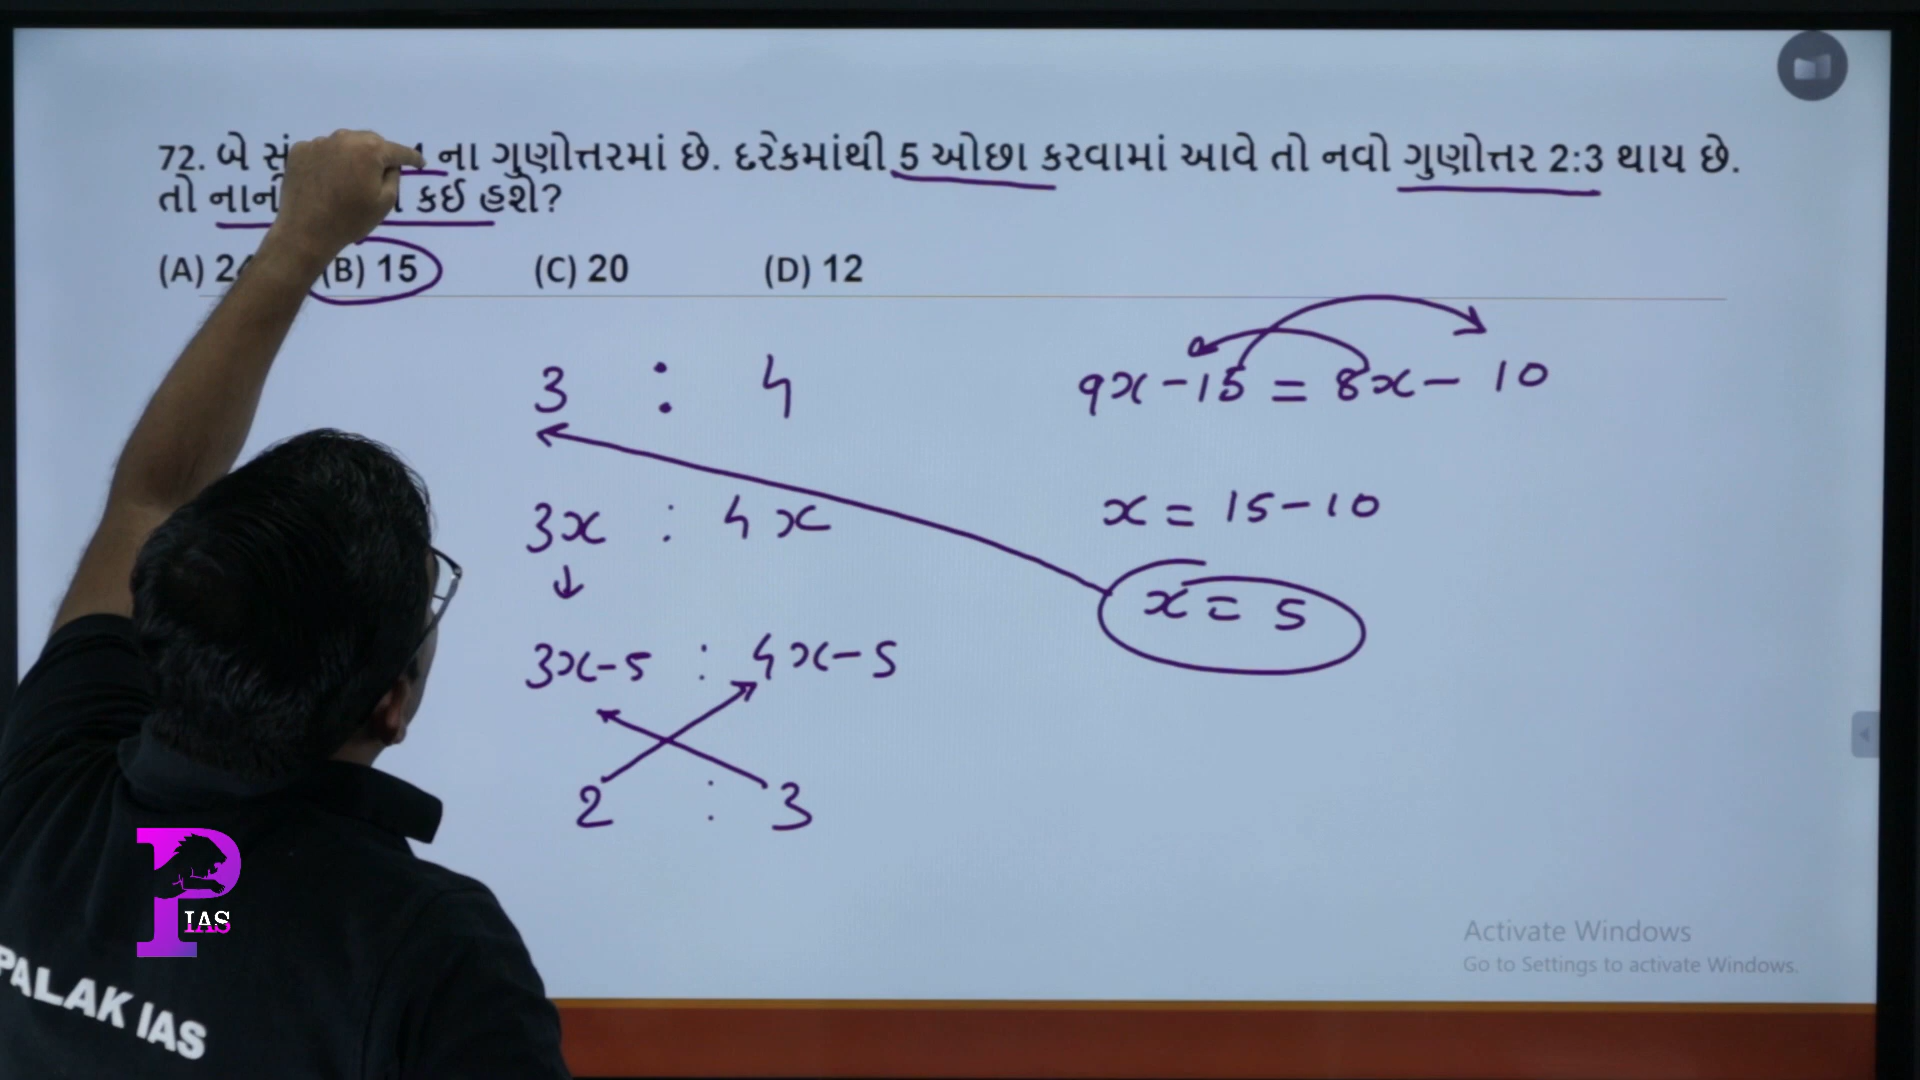 72. બે ના ગુણોત્તરમાં છે. દરેકમાંથી 5 ઓછા કરવામાં આવે તો નવો ગુણોત્તર 2:3 થાય છે.
તો કઈ હશે?
(A) (B) 15 (C) 20 (D) 12
3 : 4
9x - 15 = 8x - 10
3x : 4x
x = 15 - 10
x = 5
3x-5 : 4x-5
2 : 3
P IAS
PALAK IAS
Activate Windows
Go to Settings to activate Windows.